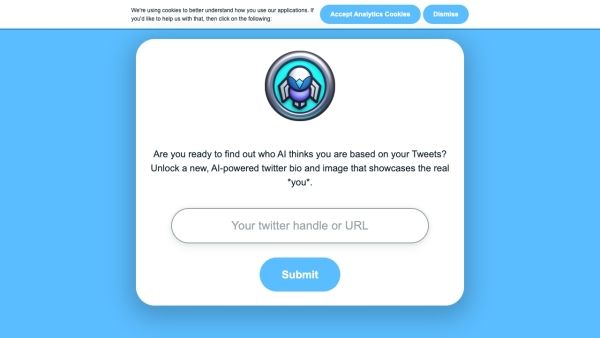 We're using cookies to better understand how you use our applications. If
you'd like to help us with that, then click on the following:
Accept Analytics Cookies
Dismiss
Are you ready to find out who AI thinks you are based on your Tweets?
Unlock a new, AI-powered twitter bio and image that showcases the real
*you*.
Your twitter handle or URL
Submit